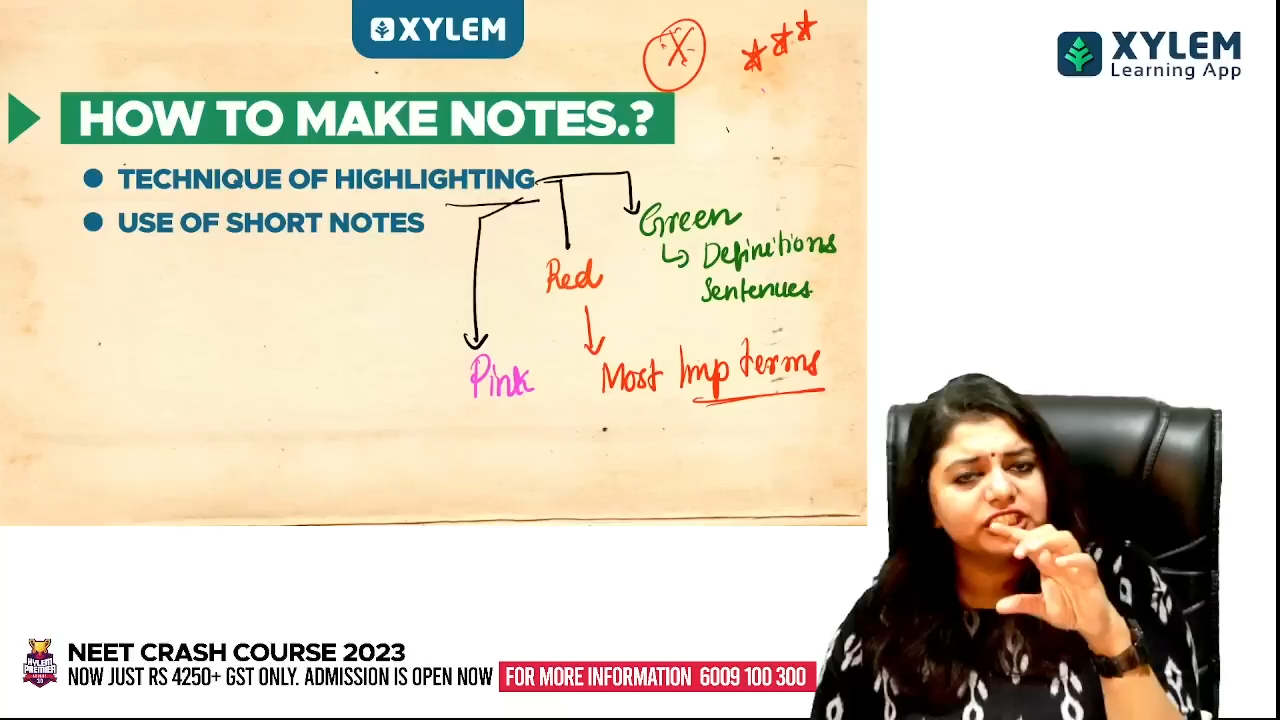 XYLEM
XYLEM
Learning App
HOW TO MAKE NOTES.?
TECHNIQUE OF HIGHLIGHTING
USE OF SHORT NOTES
Green
Definitions
Sentences
Red
Most Imp terms
Pink
NEET CRASH COURSE 2023
NOW JUST RS 4250+ GST ONLY. ADMISSION IS OPEN NOW
FOR MORE INFORMATION 6009 100 300